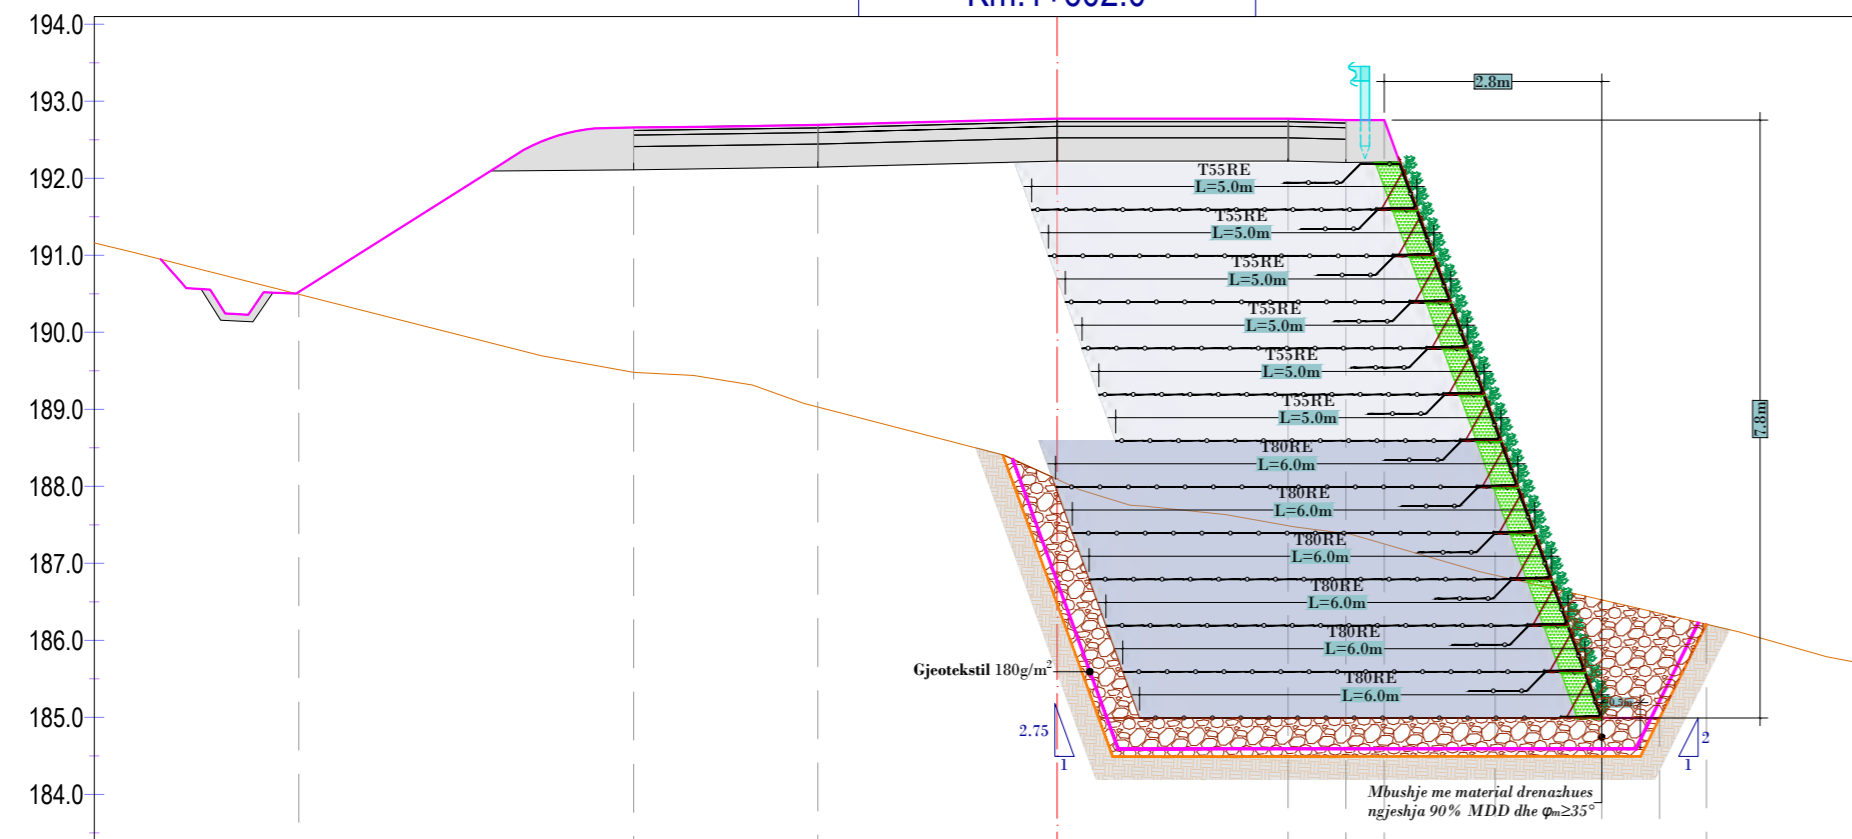 194.0
193.0
2.8m
192.0
T55RE
L=5.0m
T55RE
L=5.0m
191.0
T55RE
L=5.0m
190.0
T55RE
L=5.0m
T55RE
L=5.0m
189.0
T55RE
L=5.0m
7.8m
T80RE
L=6.0m
188.0
T80RE
L=6.0m
187.0
T80RE
L=6.0m
T80RE
L=6.0m
186.0
T80RE
L=6.0m
Gjeotekstil 180g/m²
T80RE
L=6.0m
185.0
2.75
1
2
1
184.0
Mbushje me material drenazhues
ngjeshja 90% MDD dhe φm≥35°